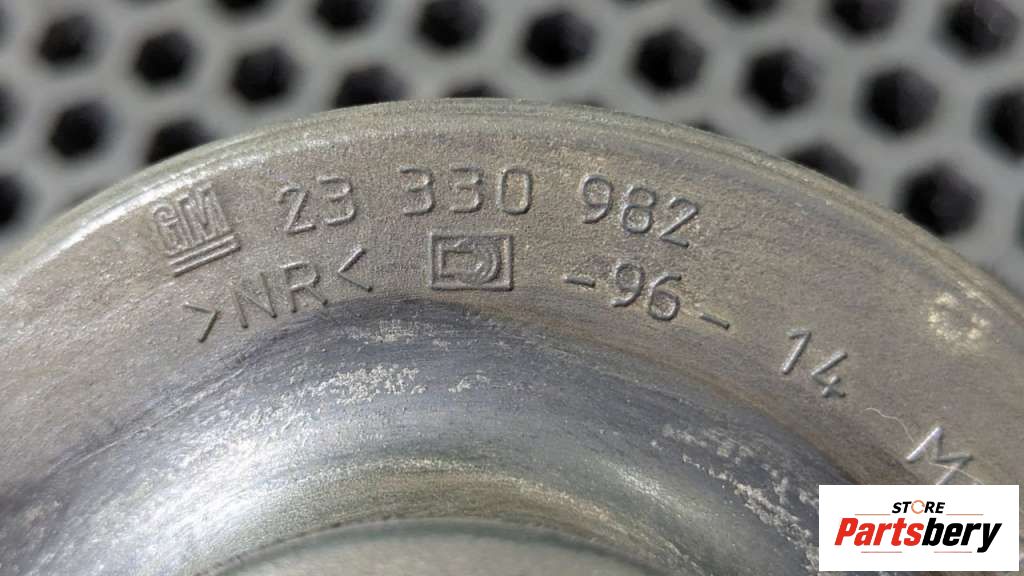 GM 23 330 982
>NR< -96- 14 M
STORE
Partsbery